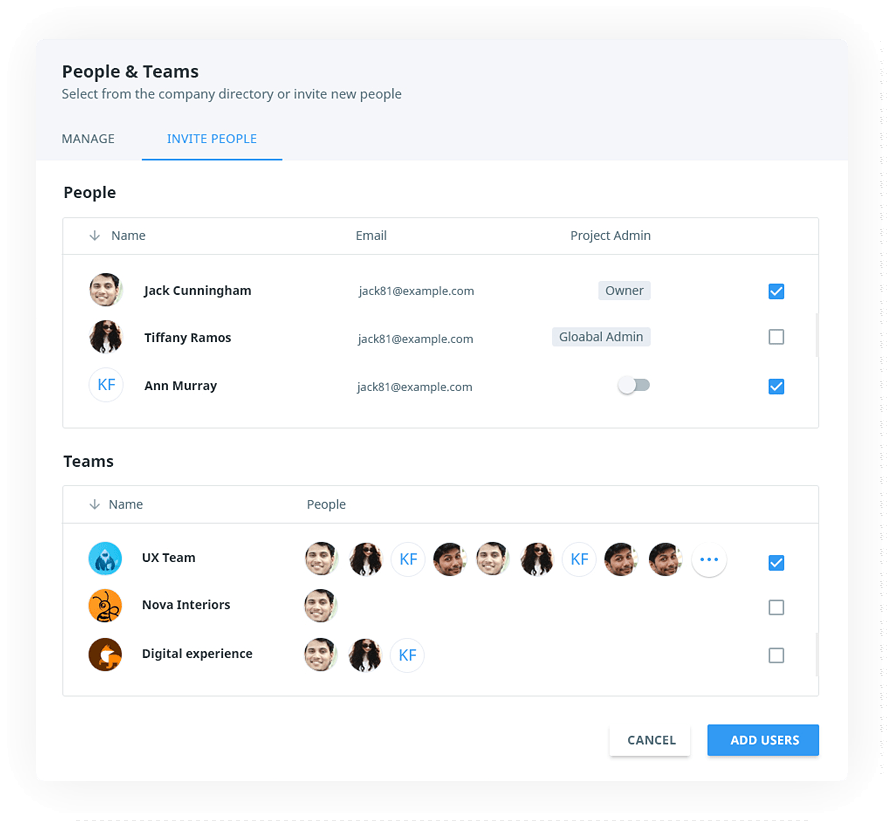 People & Teams
Select from the company directory or invite new people
MANAGE INVITE PEOPLE
People
Name Email Project Admin
Jack Cunningham jack81@example.com Owner
Tiffany Ramos jack81@example.com Gloabal Admin
KF Ann Murray jack81@example.com
Teams
Name People
UX Team KF KF
Nova Interiors
Digital experience KF
CANCEL ADD USERS